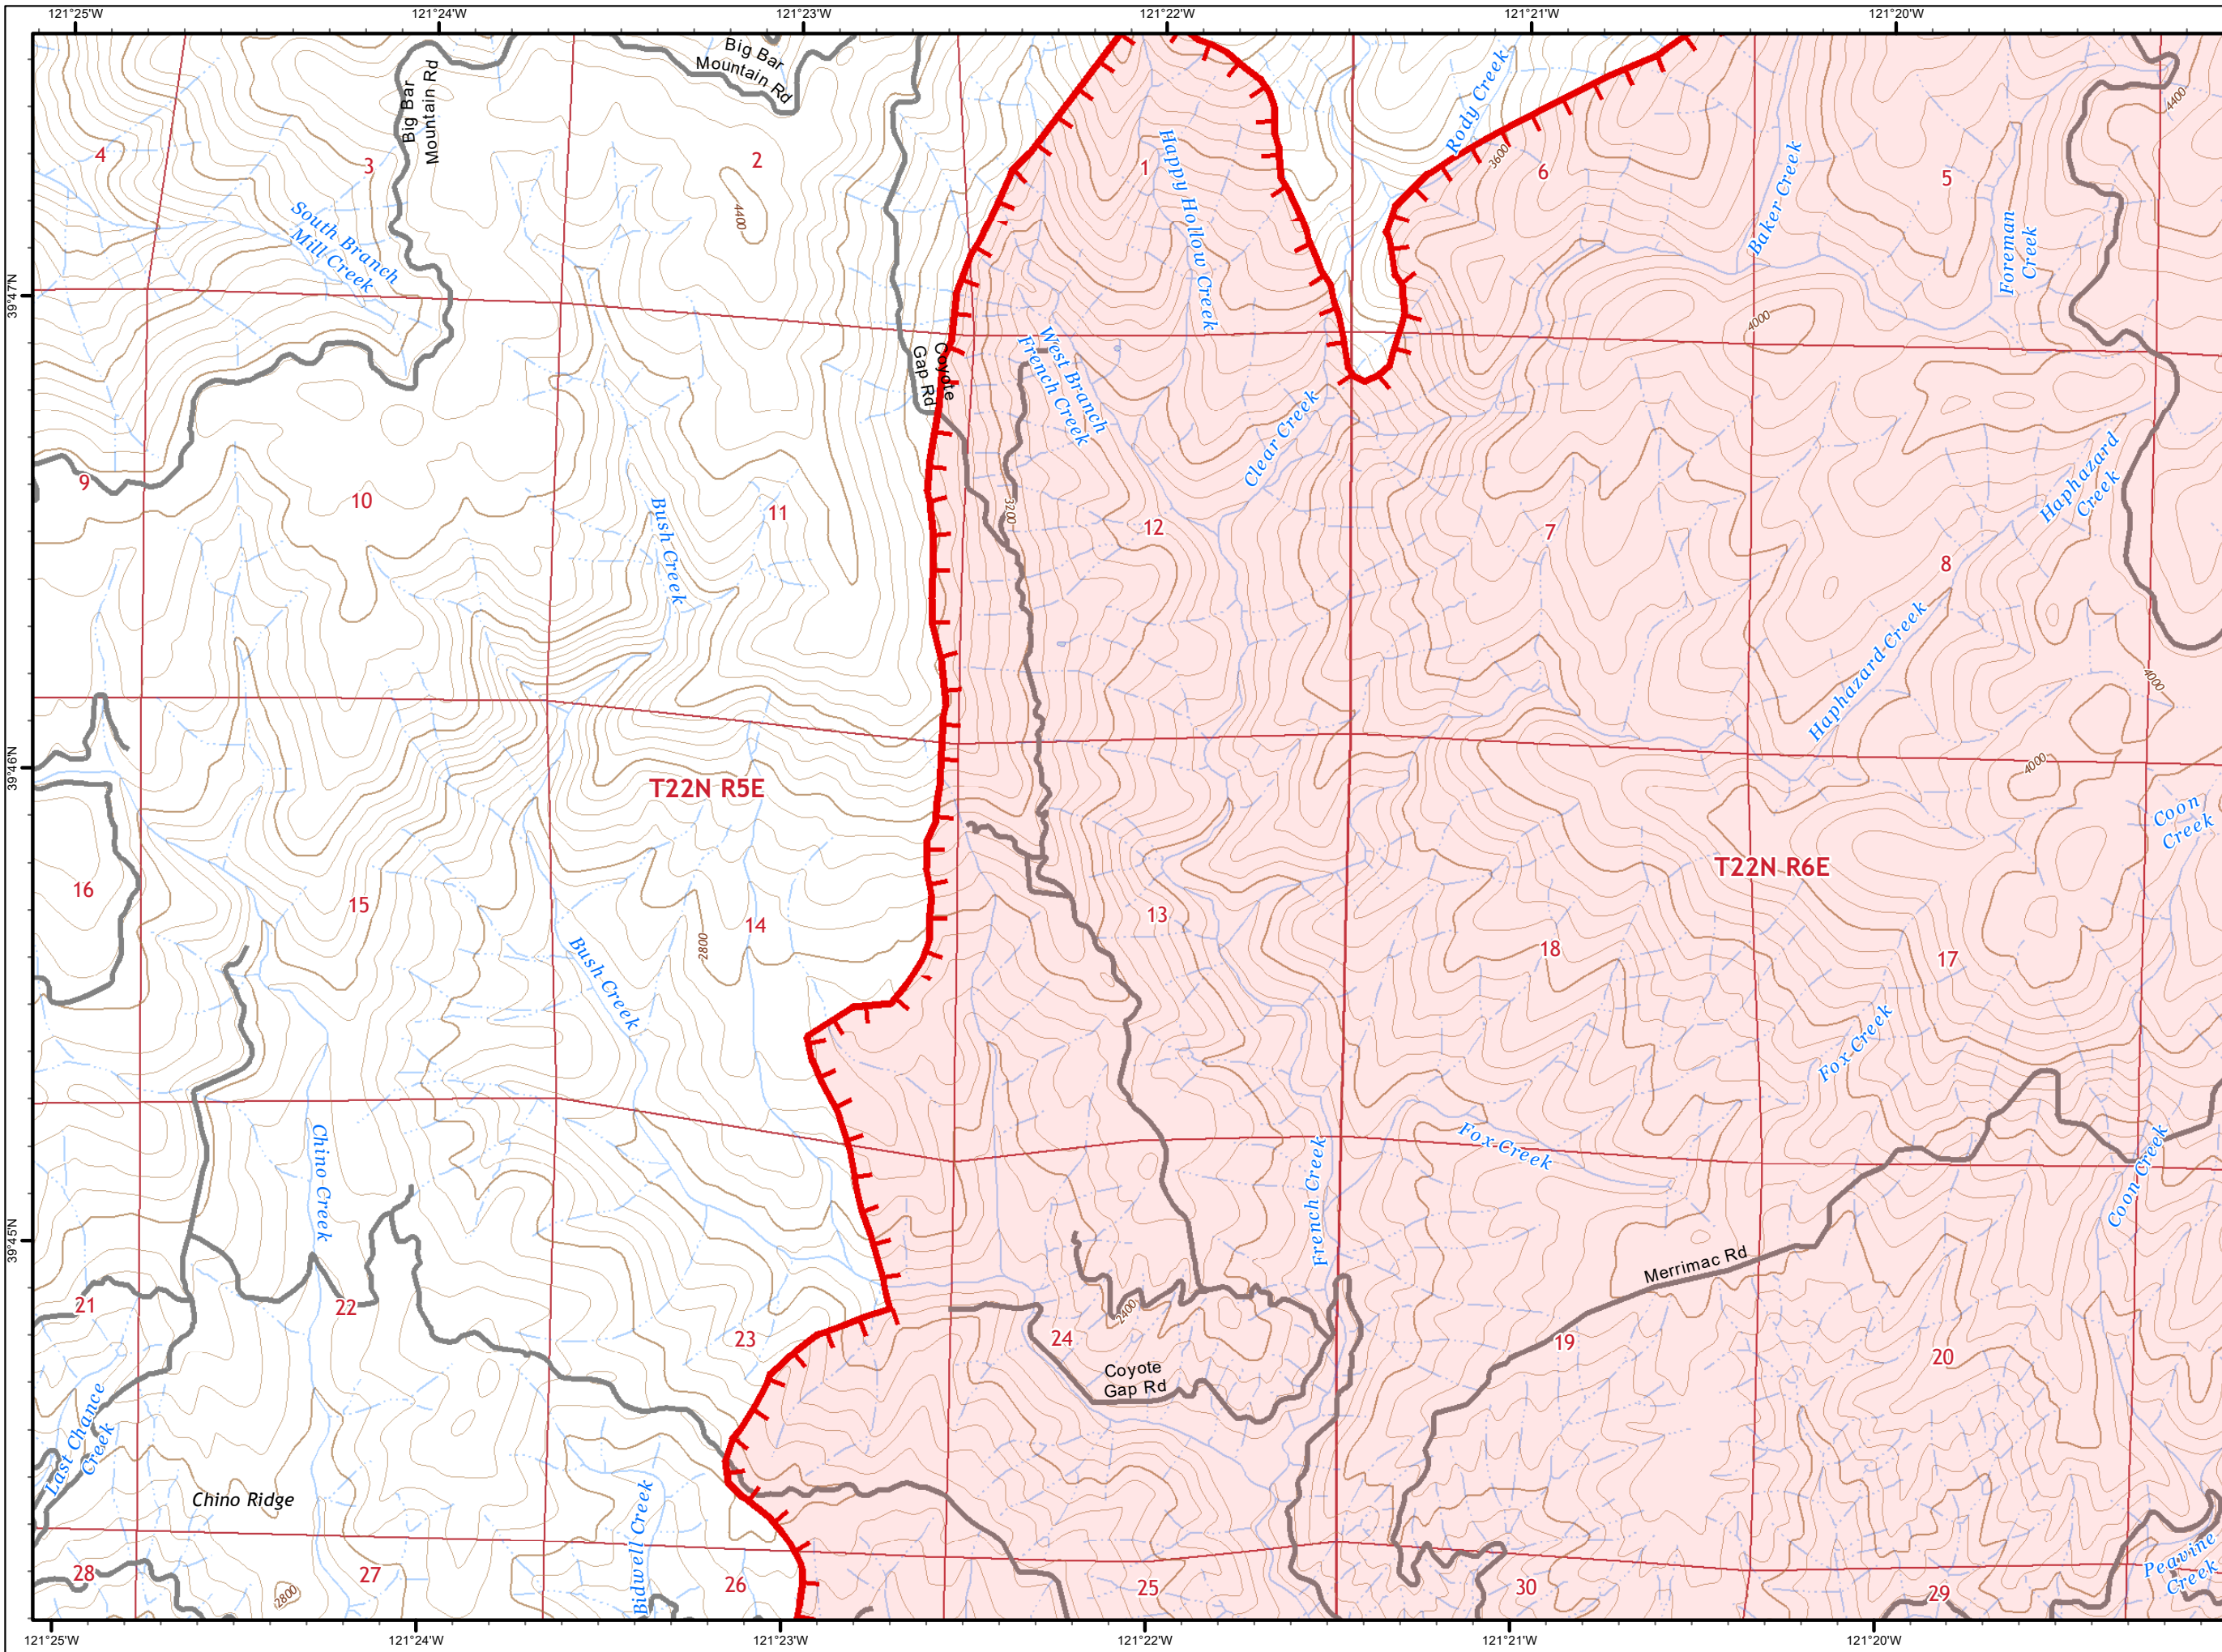 121°25'W
121°24'W
121°23'W
121°22'W
121°21'W
121°20'W
Big Bar
Mountain Rd
Big Bar
Mountain Rd
Rody Creek
4400
4
3
2
1
3600
6
5
Happy Hollow Creek
Baker Creek
South Branch
Mill Creek
4400
Foreman
Creek
39°47'N
4000
Coyote
Gap Rd
West Branch
French Creek
Clear Creek
Haphazard
Creek
9
10
Bush Creek
11
3200
12
7
8
Haphazard Creek
4000
39°46'N
T22N R5E
4000
Coon
Creek
T22N R6E
16
15
14
2800
13
18
17
Bush Creek
Fox Creek
Chino Creek
French Creek
Fox Creek
Coon Creek
39°45'N
Merrimac Rd
21
22
23
2400
24
19
20
Coyote
Gap Rd
Last Chance
Creek
Chino Ridge
Bidwell Creek
28
27
2800
26
25
30
29
Peavine
Creek
121°25'W
121°24'W
121°23'W
121°22'W
121°21'W
121°20'W